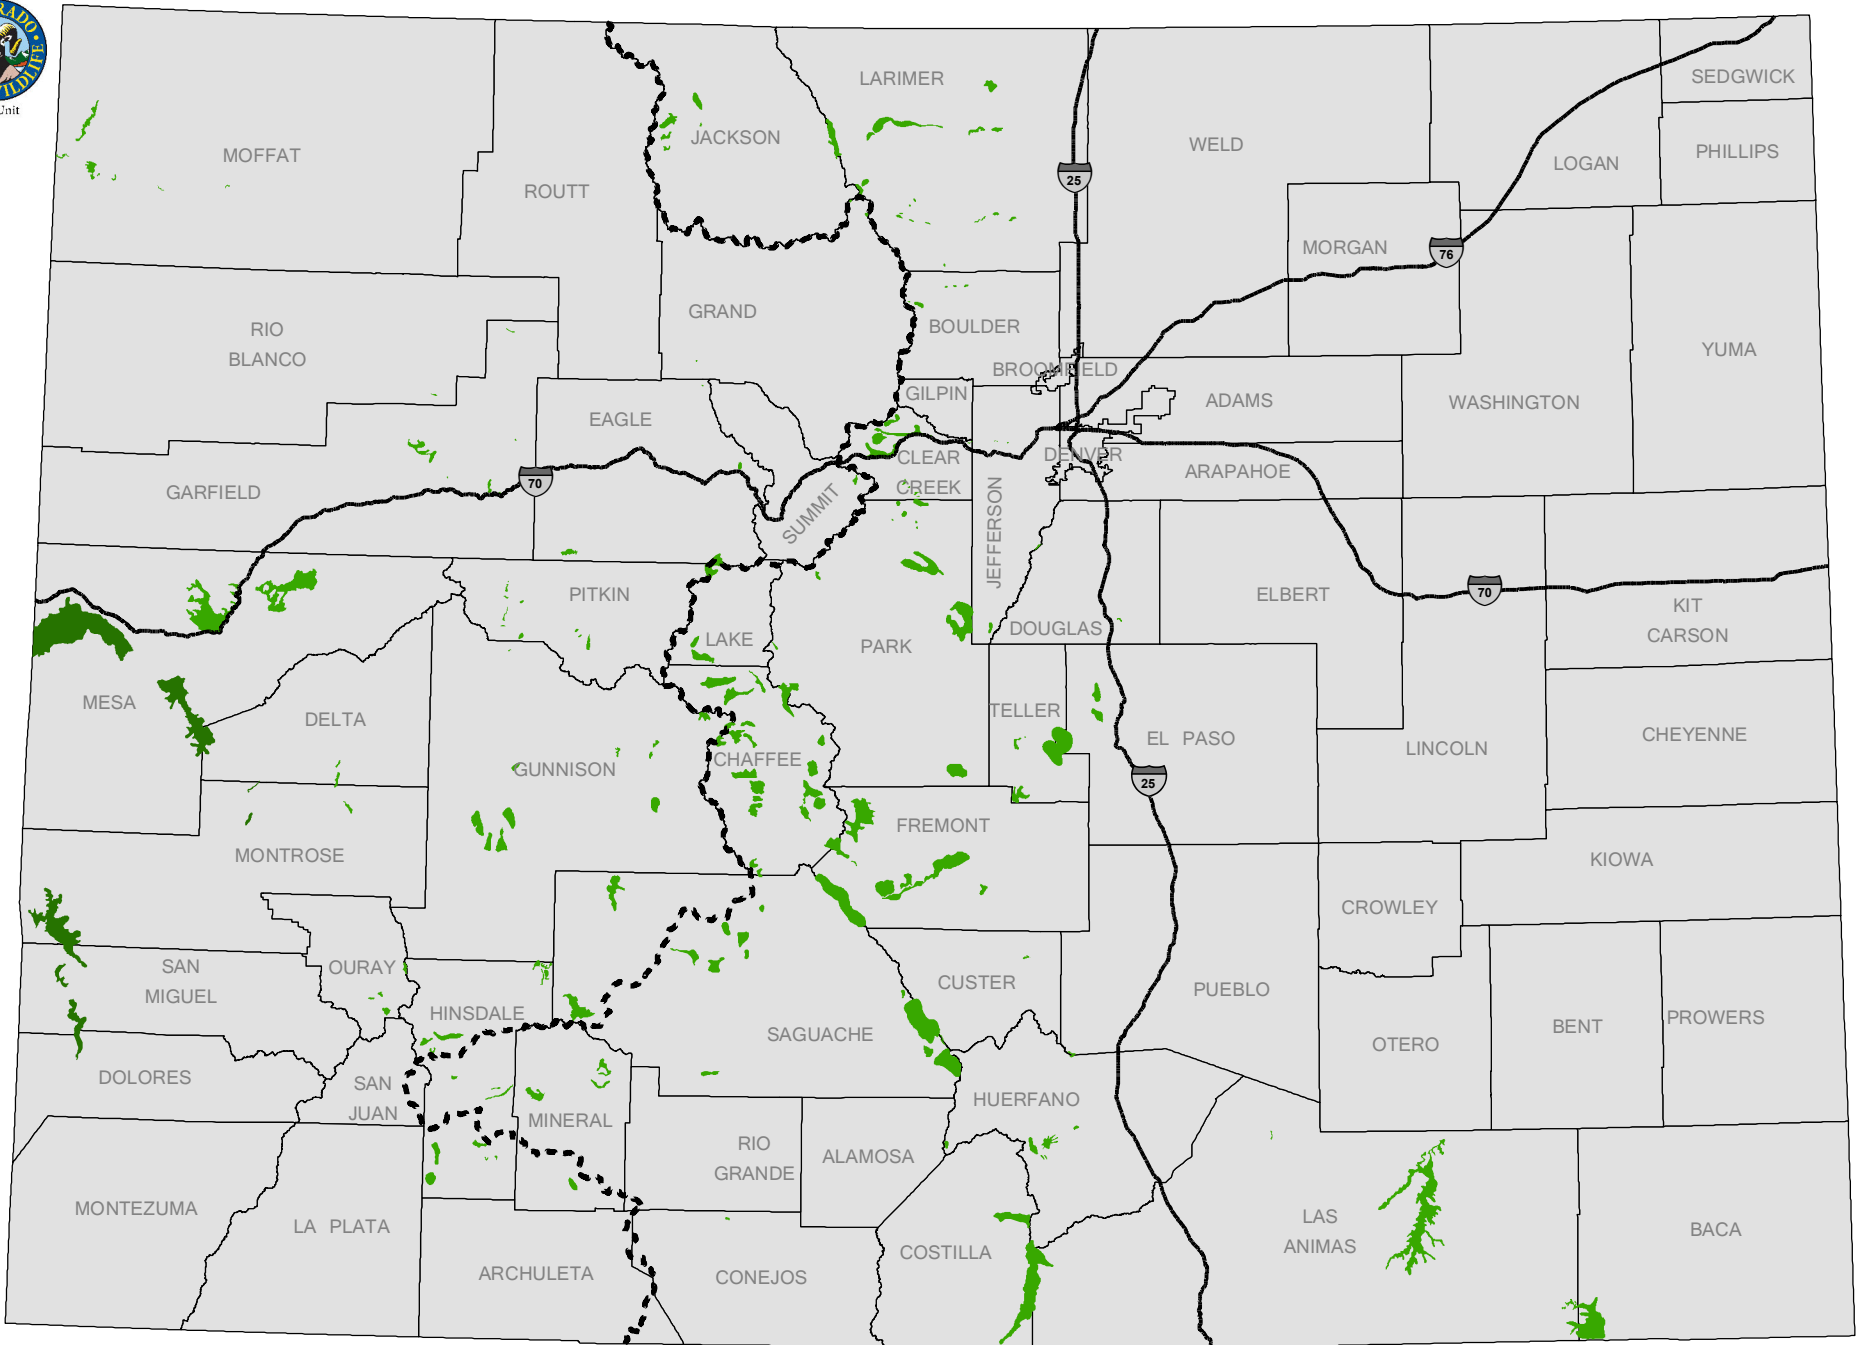 RADO
WILDLIFE
Unit
SEDGWICK
LARIMER
JACKSON
WELD
PHILLIPS
MOFFAT
LOGAN
25
ROUTT
MORGAN
76
GRAND
BOULDER
RIO
BLANCO
YUMA
BROOMFIELD
GILPIN
ADAMS
WASHINGTON
EAGLE
DENVER
CLEAR
CREEK
ARAPAHOE
70
GARFIELD
SUMMIT
JEFFERSON
PITKIN
ELBERT
70
KIT
CARSON
LAKE
DOUGLAS
PARK
MESA
DELTA
TELLER
EL PASO
CHEYENNE
LINCOLN
GUNNISON
CHAFFEE
25
FREMONT
MONTROSE
KIOWA
CROWLEY
SAN
MIGUEL
OURAY
CUSTER
PUEBLO
HINSDALE
SAGUACHE
BENT
PROWERS
OTERO
DOLORES
SAN
JUAN
HUERFANO
MINERAL
RIO
GRANDE
ALAMOSA
MONTEZUMA
LA PLATA
LAS
ANIMAS
BACA
COSTILLA
ARCHULETA
CONEJOS